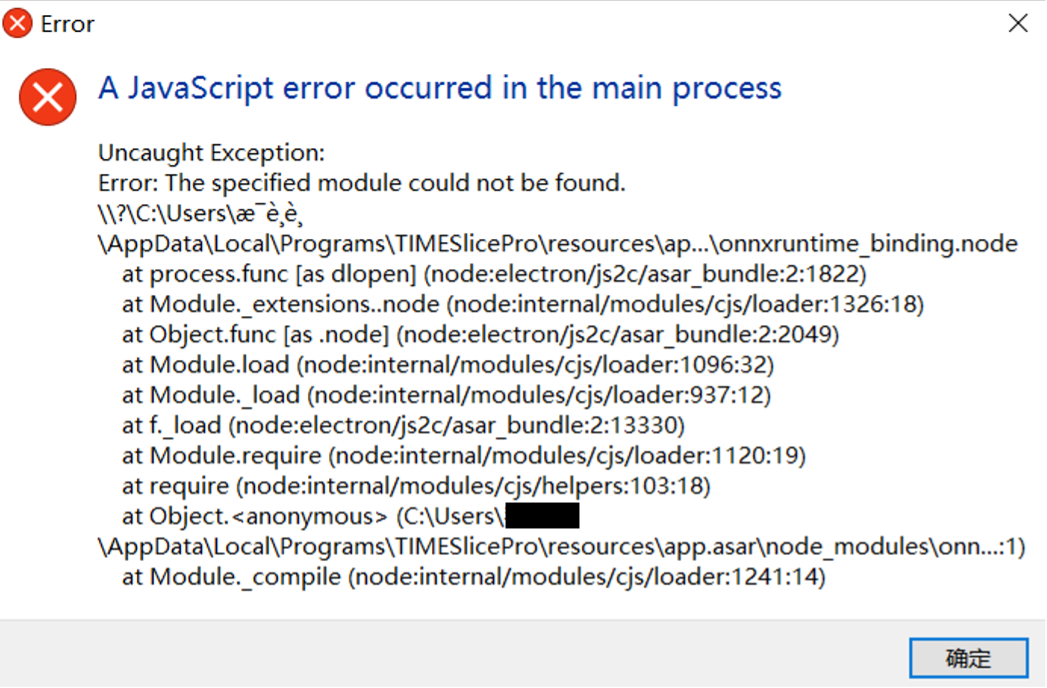 Error
A JavaScript error occurred in the main process
Uncaught Exception:
Error: The specified module could not be found.
\\?\C:\Users\æ¯è¸è¸
\AppData\Local\Programs\TIMESlicePro\resources\ap...\onnxruntime_binding.node
at process.func [as dlopen] (node:electron/js2c/asar_bundle:2:1822)
at Module._extensions..node (node:internal/modules/cjs/loader:1326:18)
at Object.func [as .node] (node:electron/js2c/asar_bundle:2:2049)
at Module.load (node:internal/modules/cjs/loader:1096:32)
at Module._load (node:internal/modules/cjs/loader:937:12)
at f._load (node:electron/js2c/asar_bundle:2:13330)
at Module.require (node:internal/modules/cjs/loader:1120:19)
at require (node:internal/modules/cjs/helpers:103:18)
at Object.<anonymous> (C:\Users\
\AppData\Local\Programs\TIMESlicePro\resources\app.asar\node_modules\onn...:1)
at Module._compile (node:internal/modules/cjs/loader:1241:14)
确定